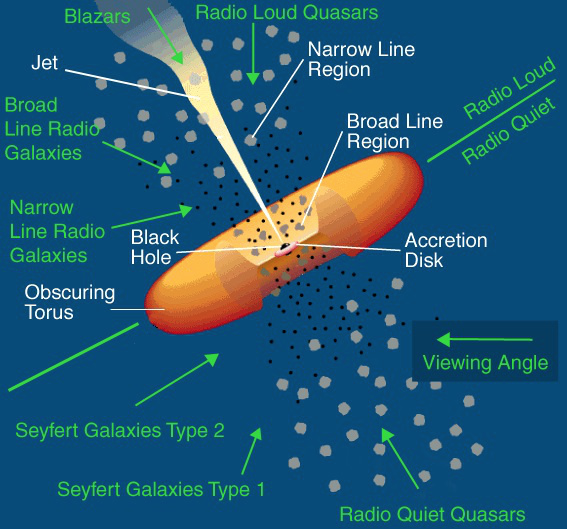 Blazars
Radio Loud Quasars
Jet
Narrow Line
Region
Radio Loud
Radio Quiet
Broad
Line Radio
Galaxies
Broad Line
Region
Narrow
Line Radio
Galaxies
Black
Hole
Accretion
Disk
Obscuring
Torus
Viewing Angle
Seyfert Galaxies Type 2
Seyfert Galaxies Type 1
Radio Quiet Quasars